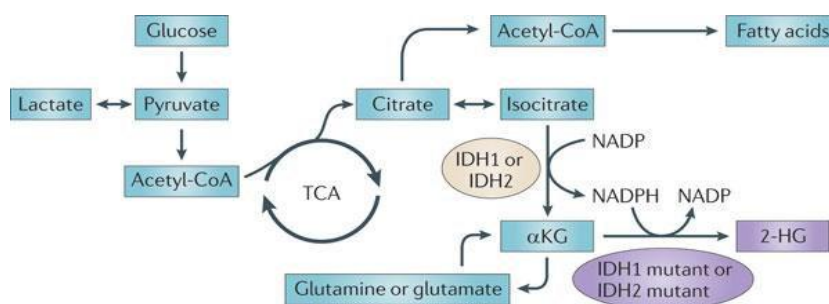 Glucose
Acetyl-CoA
Fatty acids
Lactate
Pyruvate
Citrate
Isocitrate
NADP
IDH1 or
IDH2
Acetyl-CoA
TCA
NADPH
NADP
αKG
2-HG
Glutamine or glutamate
IDH1 mutant or
IDH2 mutant